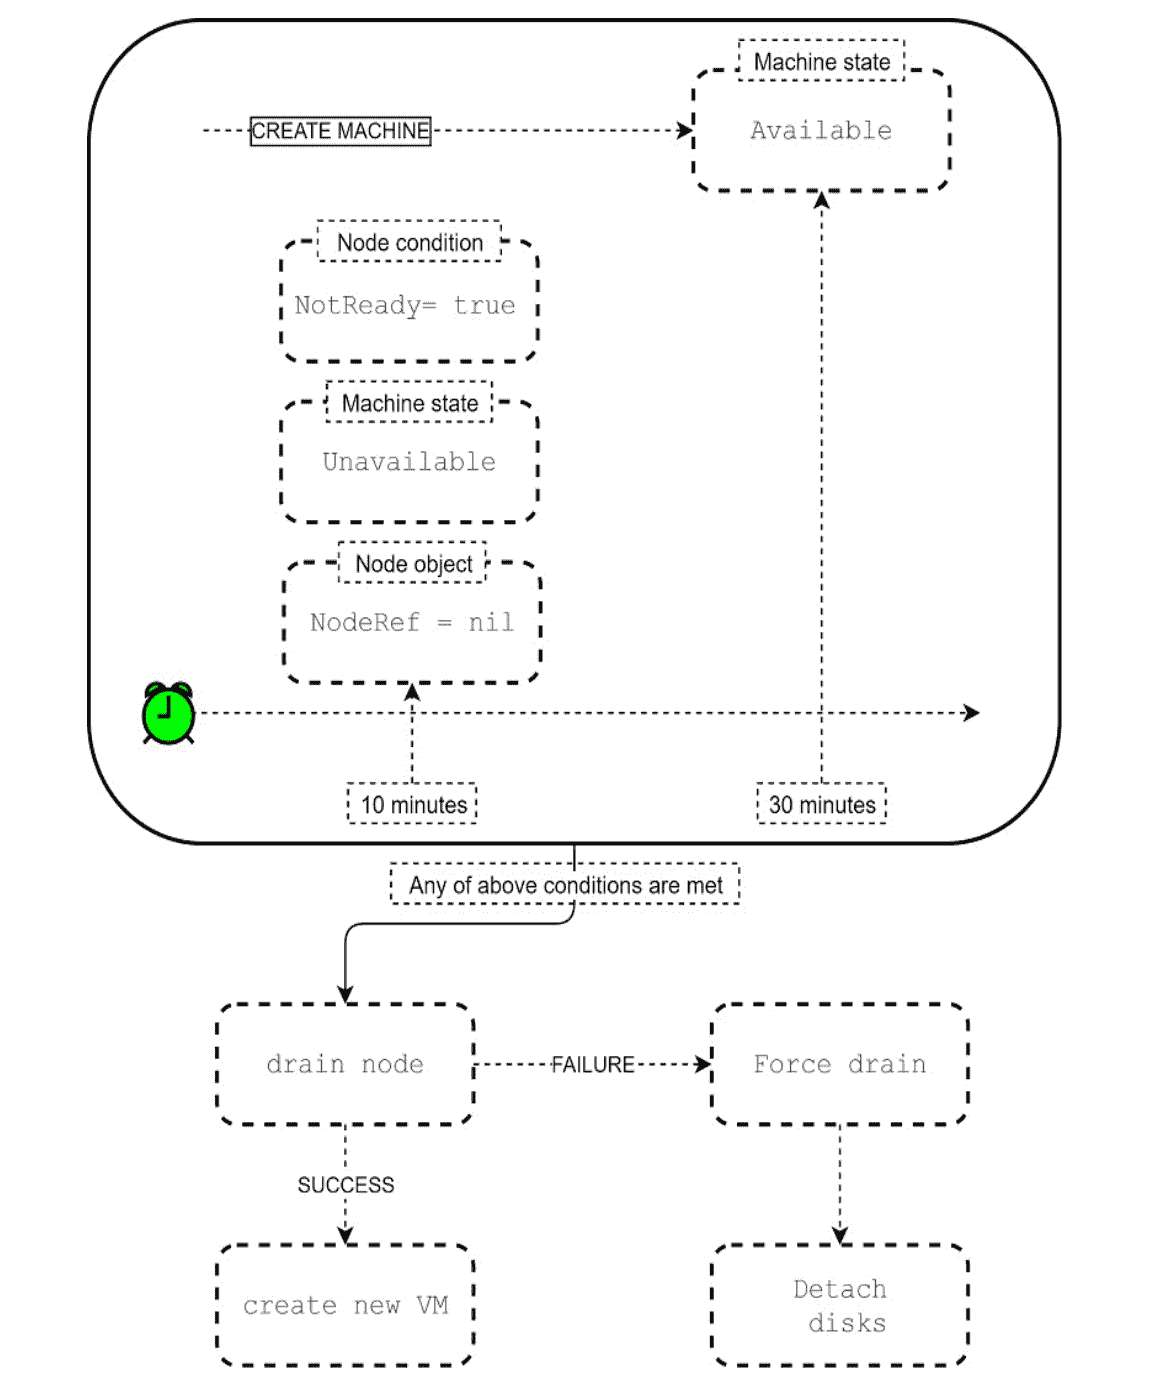 Machine state
CREATE MACHINE
Available
Node condition
NotReady= true
Machine state
Unavailable
Node object
NodeRef = nil
10 minutes
30 minutes
Any of above conditions are met
drain node
FAILURE
Force drain
SUCCESS
create new VM
Detach
disks